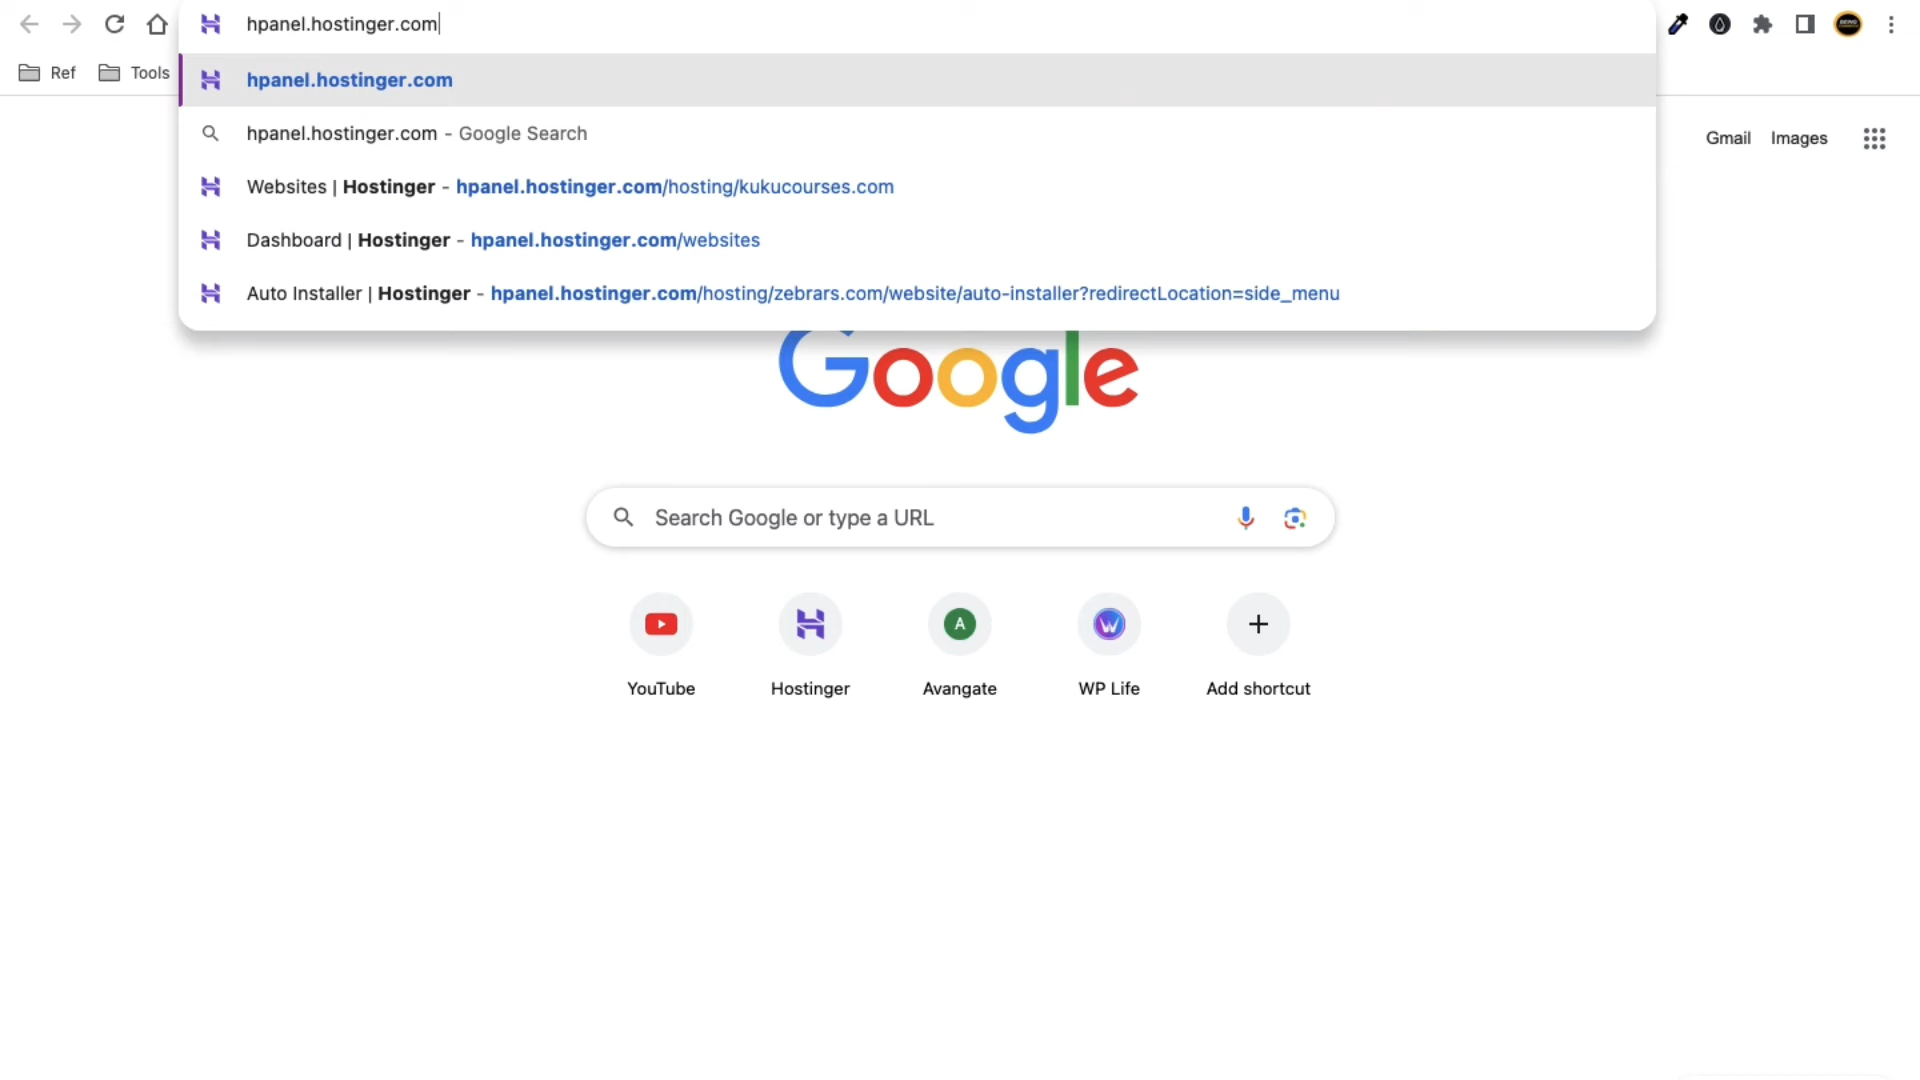 hpanel.hostinger.com
Ref
Tools
hpanel.hostinger.com
hpanel.hostinger.com - Google Search
Websites | Hostinger - hpanel.hostinger.com/hosting/kukucourses.com
Dashboard | Hostinger - hpanel.hostinger.com/websites
Auto Installer | Hostinger - hpanel.hostinger.com/hosting/zebrars.com/website/auto-installer?redirectLocation=side_menu
Gmail
Images
Google
Search Google or type a URL
A
YouTube
Hostinger
Avangate
WP Life
Add shortcut